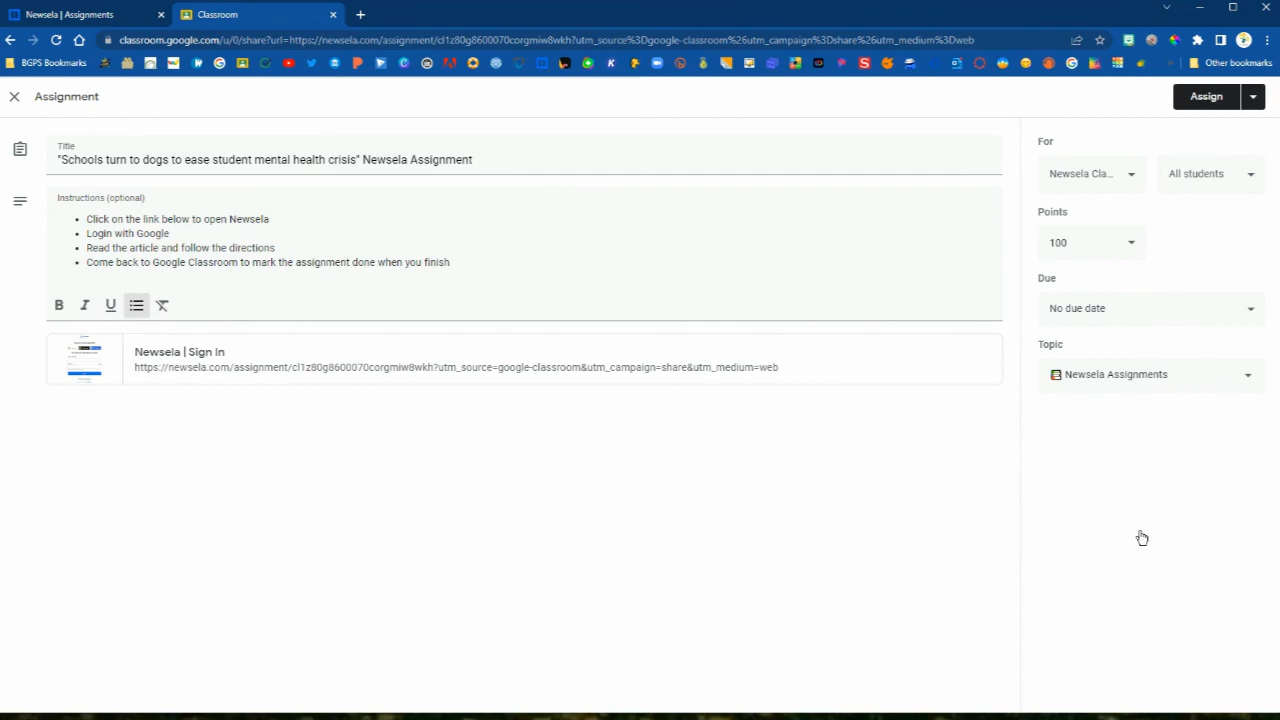 Newsela | Assignments
Classroom
classroom.google.com/u/0/share?url=https://newsela.com/assignment/cl1z80g8600070corgmiw8wkh?utm_source%3Dgoogle-classroom%26utm_campaign%3Dshare%26utm_medium%3Dweb
BGPS Bookmarks
Other bookmarks
Assignment
Assign
Title
"Schools turn to dogs to ease student mental health crisis" Newsela Assignment
Instructions (optional)
• Click on the link below to open Newsela
• Login with Google
• Read the article and follow the directions
• Come back to Google Classroom to mark the assignment done when you finish
B I U
Newsela | Sign In
https://newsela.com/assignment/cl1z80g8600070corgmiw8wkh?utm_source=google-classroom&utm_campaign=share&utm_medium=web
For
Newsela Cla...
All students
Points
100
Due
No due date
Topic
Newsela Assignments